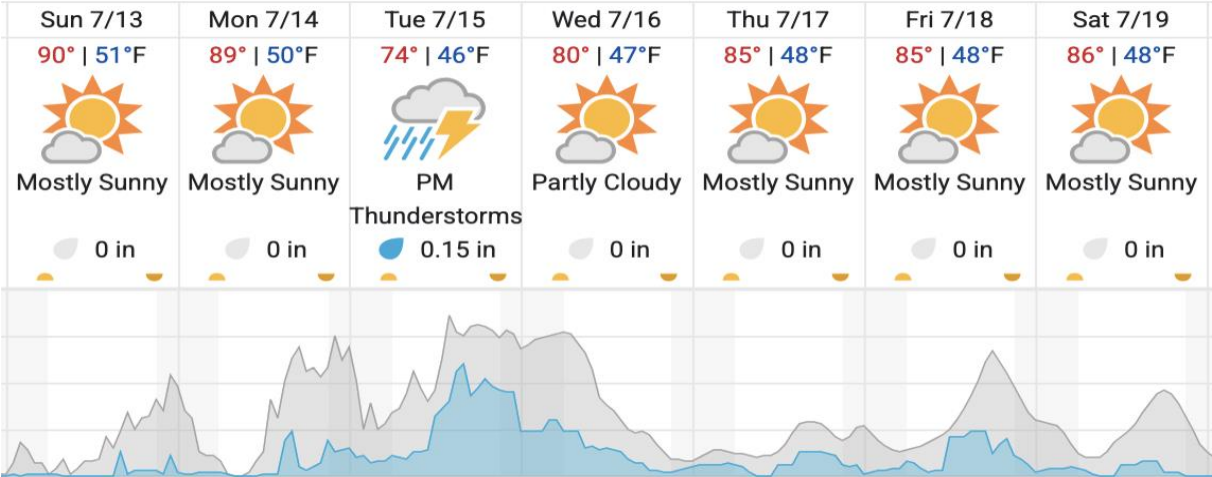 Sun 7/13
90° | 51°F
Mostly Sunny
0 in
Mon 7/14
89° | 50°F
Mostly Sunny
0 in
Tue 7/15
74° | 46°F
PM
Thunderstorms
0.15 in
Wed 7/16
80° | 47°F
Partly Cloudy
0 in
Thu 7/17
85° | 48°F
Mostly Sunny
0 in
Fri 7/18
85° | 48°F
Mostly Sunny
0 in
Sat 7/19
86° | 48°F
Mostly Sunny
0 in